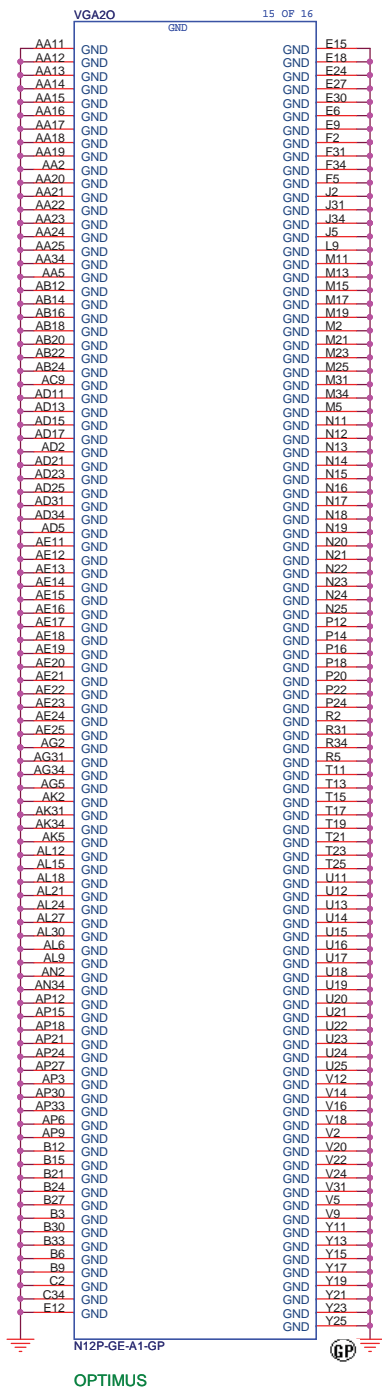 VGA2O 15 OF 16
GND
AA11 GND GND E15
AA12 GND GND E18
AA13 GND GND E24
AA14 GND GND E27
AA15 GND GND E30
AA16 GND GND E6
AA17 GND GND E9
AA18 GND GND F2
AA19 GND GND F31
AA2 GND GND F34
AA20 GND GND F5
AA21 GND GND J2
AA22 GND GND J31
AA23 GND GND J34
AA24 GND GND J5
AA25 GND GND L9
AA34 GND GND M11
AA5 GND GND M13
AB12 GND GND M15
AB14 GND GND M17
AB16 GND GND M19
AB18 GND GND M2
AB20 GND GND M21
AB22 GND GND M23
AB24 GND GND M25
AC9 GND GND M31
AD11 GND GND M34
AD13 GND GND M5
AD15 GND GND N11
AD17 GND GND N12
AD2 GND GND N13
AD21 GND GND N14
AD23 GND GND N15
AD25 GND GND N16
AD31 GND GND N17
AD34 GND GND N18
AD5 GND GND N19
AE11 GND GND N20
AE12 GND GND N21
AE13 GND GND N22
AE14 GND GND N23
AE15 GND GND N24
AE16 GND GND N25
AE17 GND GND P12
AE18 GND GND P14
AE19 GND GND P16
AE20 GND GND P18
AE21 GND GND P20
AE22 GND GND P22
AE23 GND GND P24
AE24 GND GND R2
AE25 GND GND R31
AG2 GND GND R34
AG31 GND GND R5
AG34 GND GND T11
AG5 GND GND T13
AK2 GND GND T15
AK31 GND GND T17
AK34 GND GND T19
AK5 GND GND T21
AL12 GND GND T23
AL15 GND GND T25
AL18 GND GND U11
AL21 GND GND U12
AL24 GND GND U13
AL27 GND GND U14
AL30 GND GND U15
AL6 GND GND U16
AL9 GND GND U17
AN2 GND GND U18
AN34 GND GND U19
AP12 GND GND U20
AP15 GND GND U21
AP18 GND GND U22
AP21 GND GND U23
AP24 GND GND U24
AP27 GND GND U25
AP3 GND GND V12
AP30 GND GND V14
AP33 GND GND V16
AP6 GND GND V18
AP9 GND GND V2
B12 GND GND V20
B15 GND GND V22
B21 GND GND V24
B24 GND GND V31
B27 GND GND V5
B3 GND GND V9
B30 GND GND Y11
B33 GND GND Y13
B6 GND GND Y15
B9 GND GND Y17
C2 GND GND Y19
C34 GND GND Y21
E12 GND GND Y23
GND Y25
N12P-GE-A1-GP GP
OPTIMUS